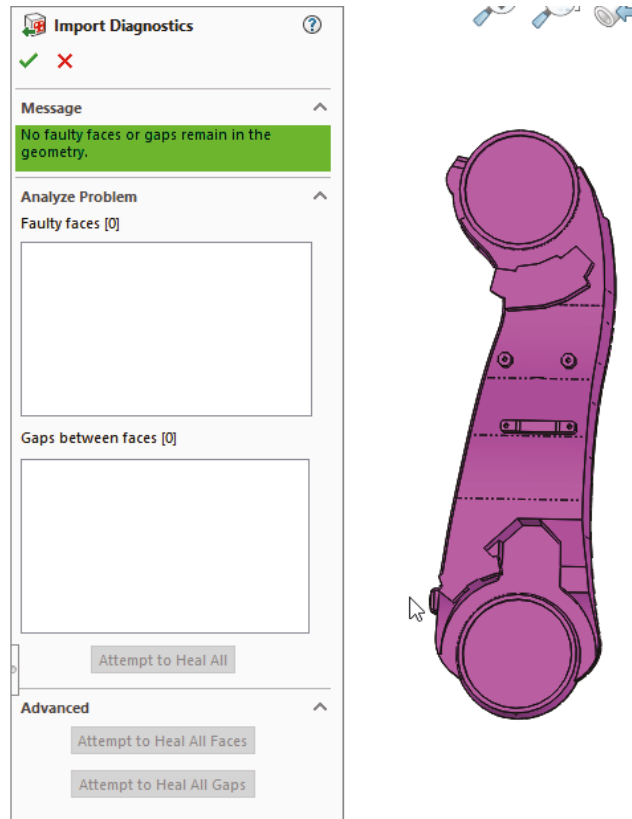 Import Diagnostics
Message
No faulty faces or gaps remain in the
geometry.
Analyze Problem
Faulty faces [0]
Gaps between faces [0]
Attempt to Heal All
Advanced
Attempt to Heal All Faces
Attempt to Heal All Gaps